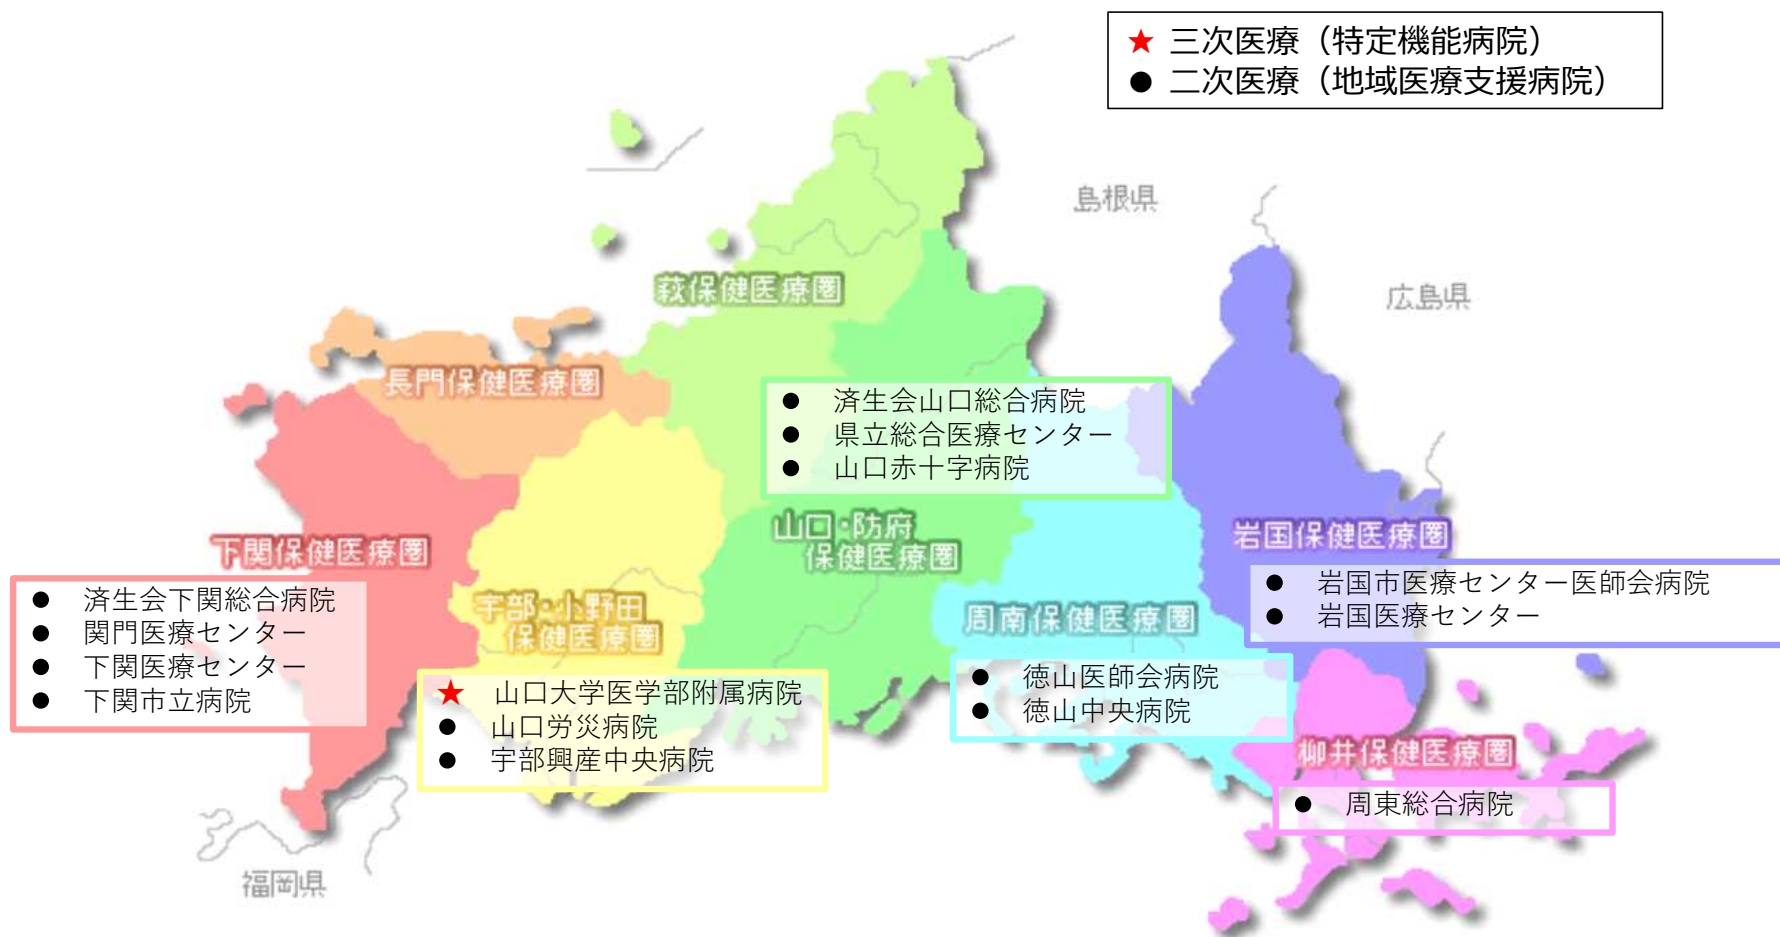 ★ 三次医療（特定機能病院）
● 二次医療（地域医療支援病院）
島根県
広島県
萩保健医療圏
長門保健医療圏
● 済生会山口総合病院
● 県立総合医療センター
● 山口赤十字病院
山口・防府
保健医療圏
下関保健医療圏
● 済生会下関総合病院
● 関門医療センター
● 下関医療センター
● 下関市立病院
宇部・小野田
保健医療圏
★ 山口大学医学部附属病院
● 山口労災病院
● 宇部興産中央病院
周南保健医療圏
● 徳山医師会病院
● 徳山中央病院
岩国保健医療圏
● 岩国市医療センター医師会病院
● 岩国医療センター
柳井保健医療圏
● 周東総合病院
福岡県